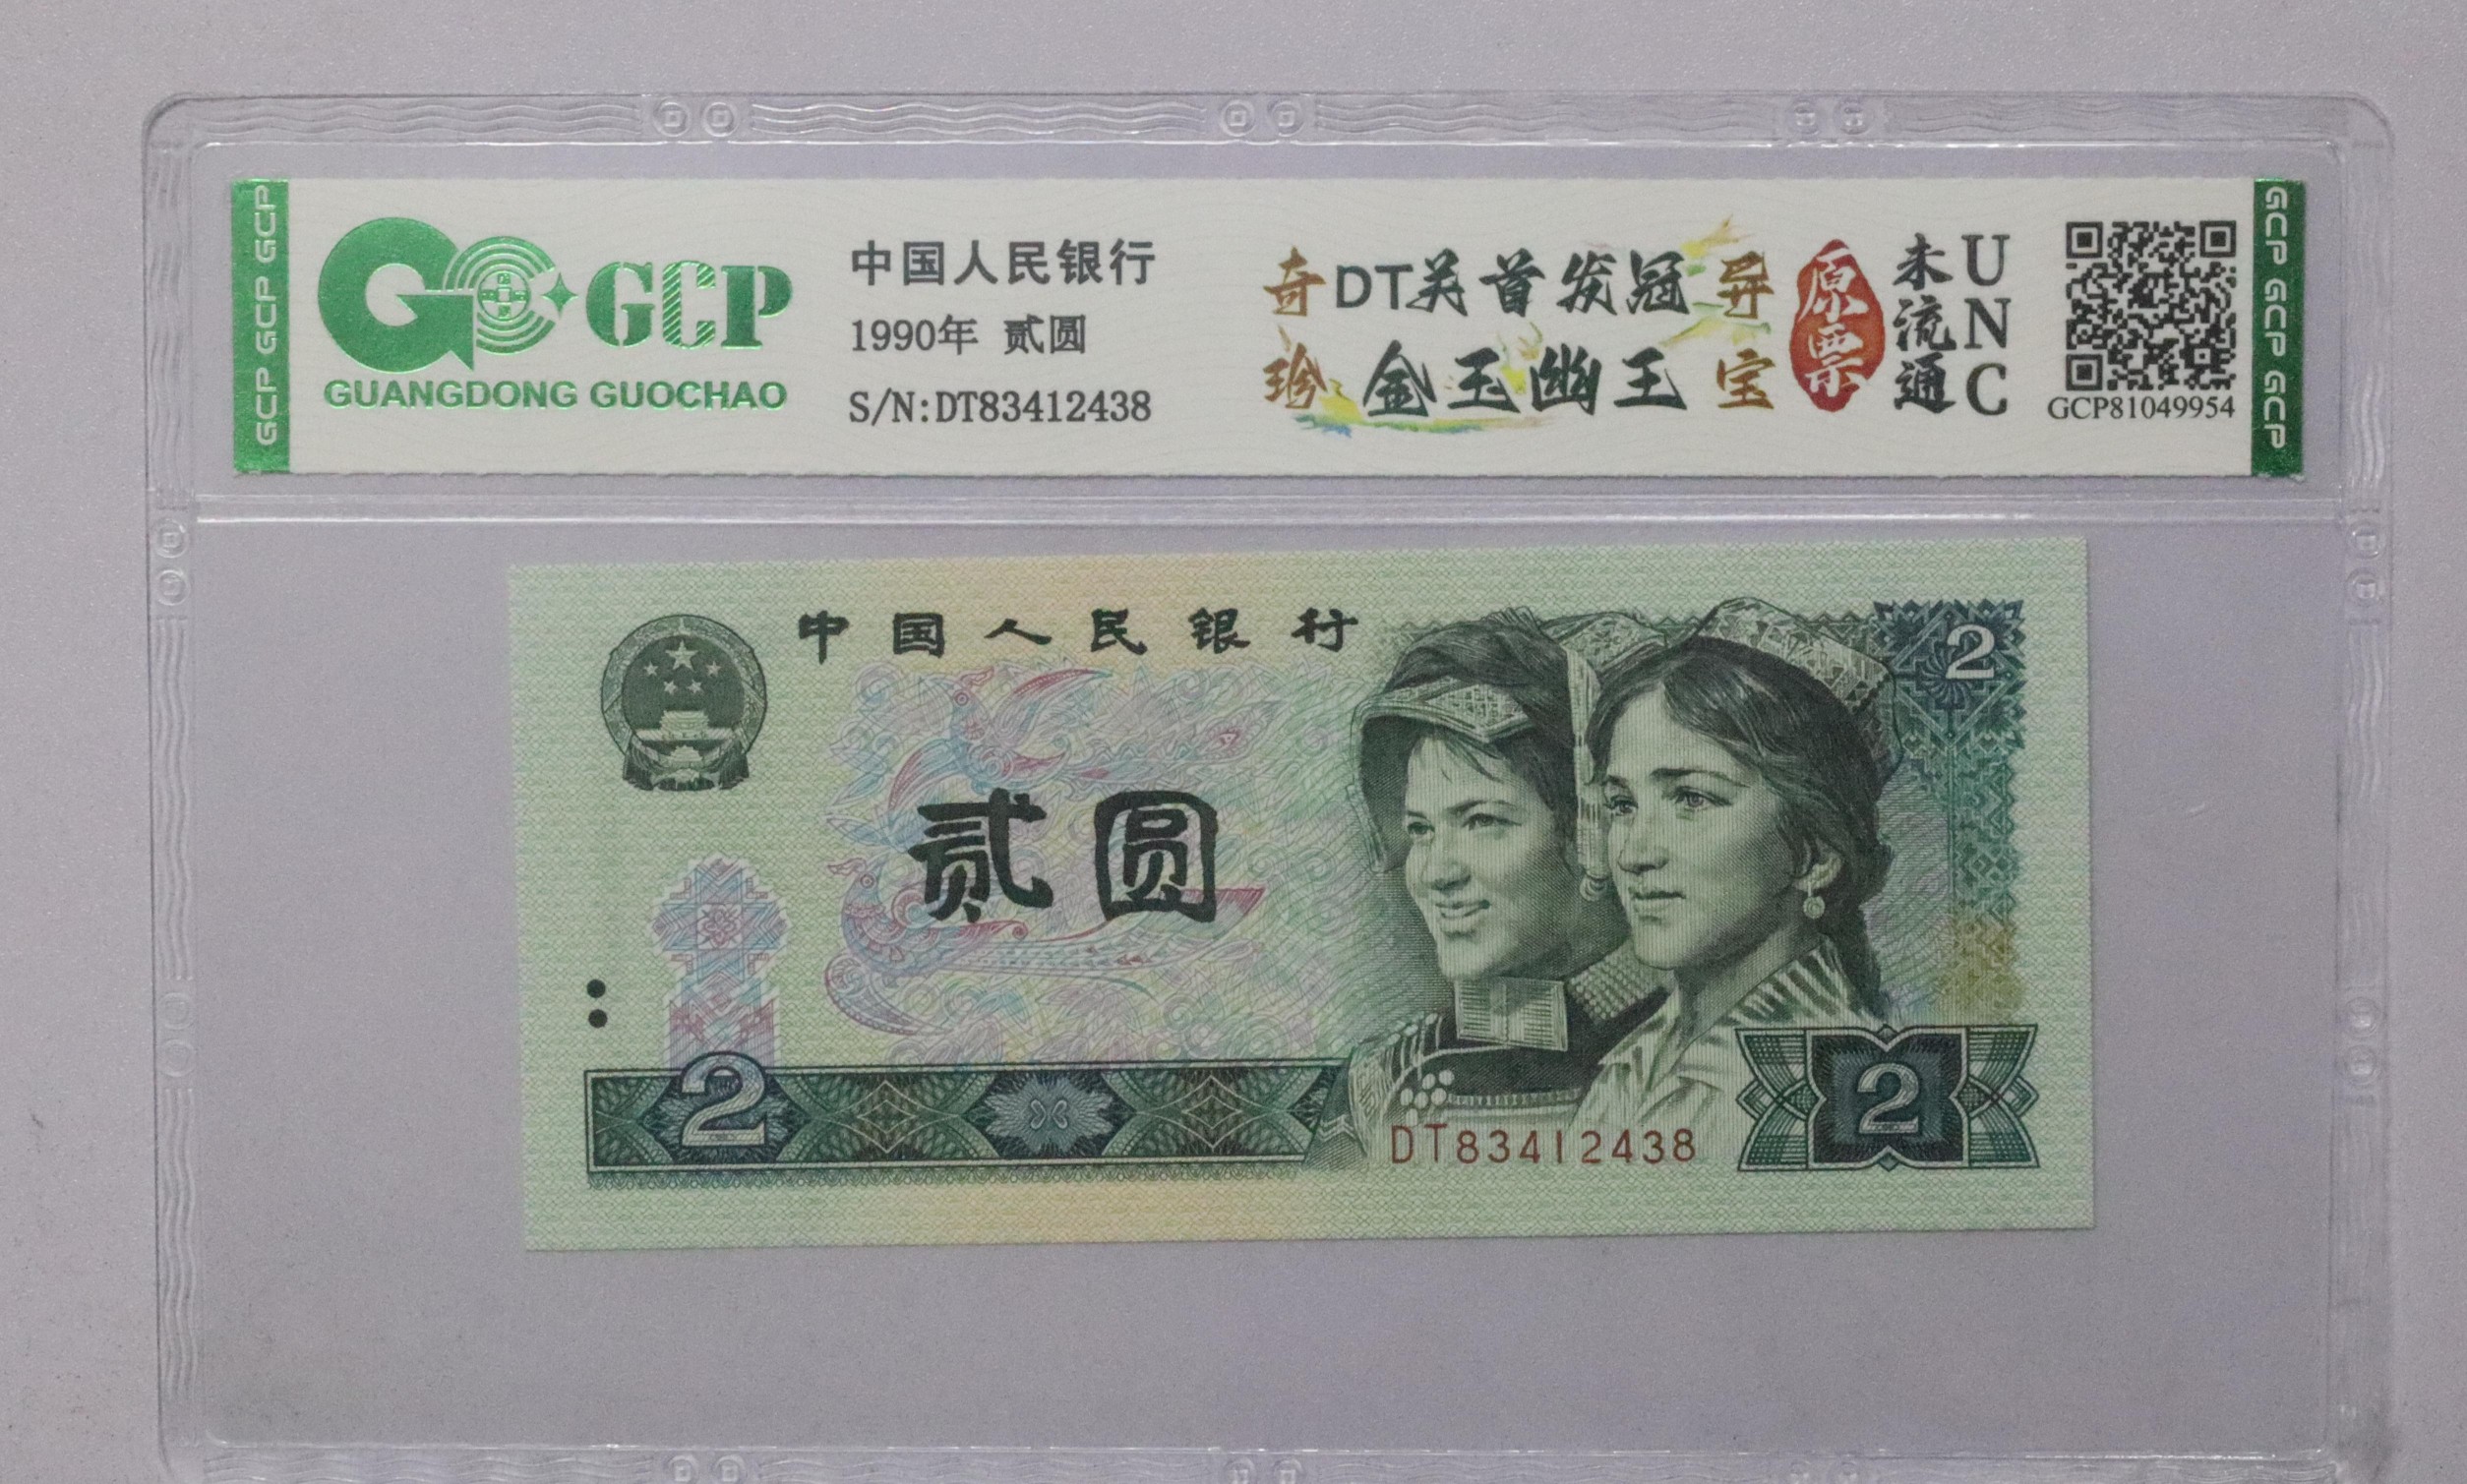 GCP GCP GCP
GCP
GUANGDONG GUOCHAO
中国人民银行
1990年 贰圆
S/N:DT83412438
奇 DT关首发冠 异
珍 金玉幽王 宝
原票
未流通
UNC
GCP81049954
GCP GCP GCP
中国人民银行
2
贰圆
2
DT83412438
2